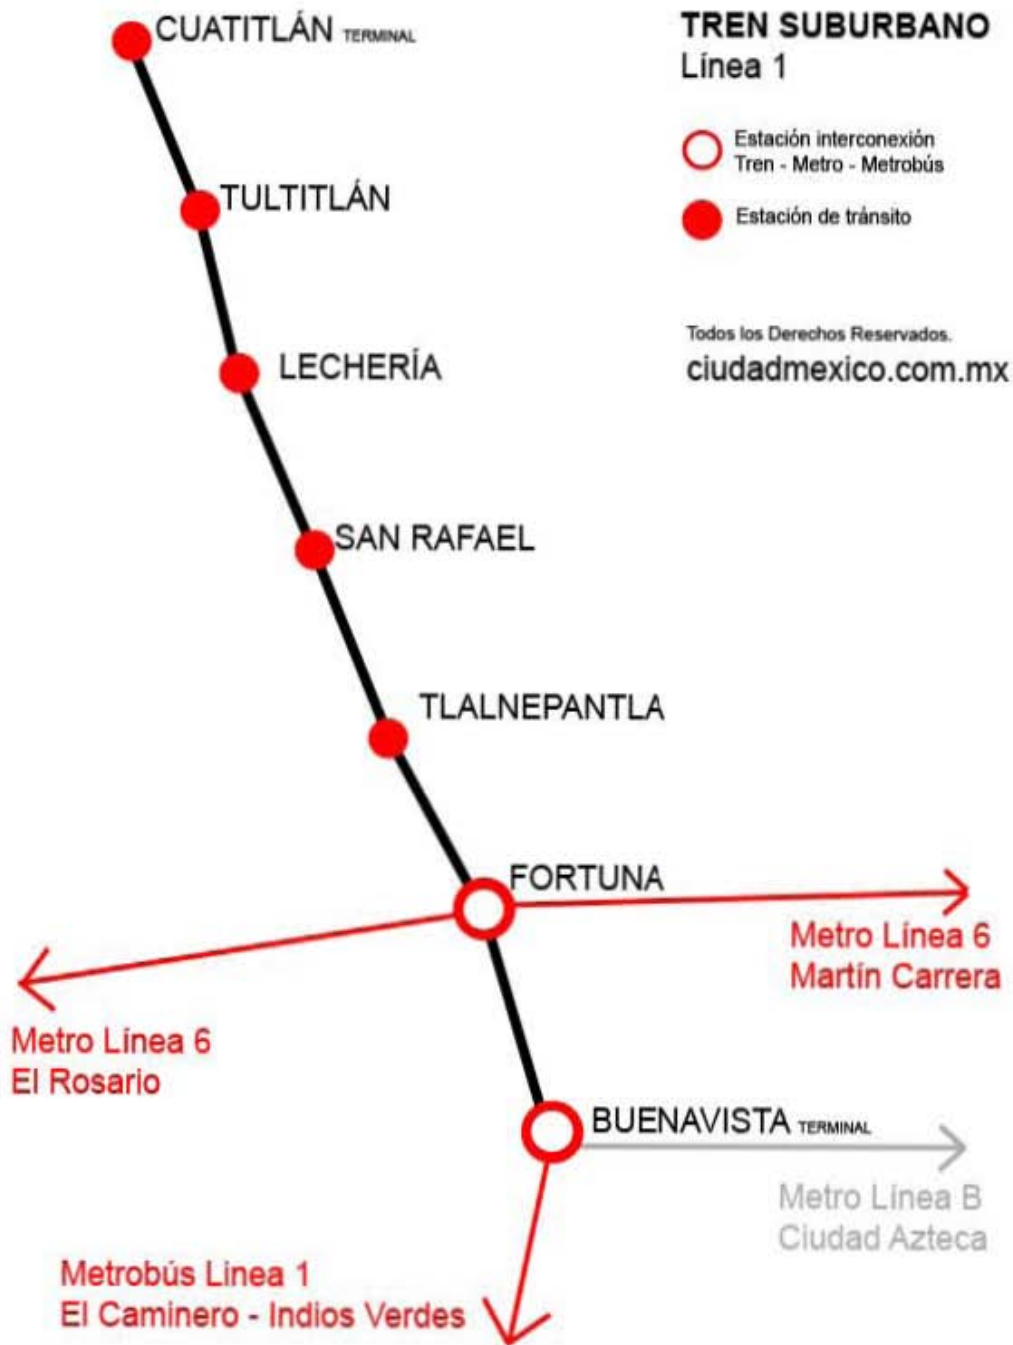 CUATITLÁN TERMINAL
TREN SUBURBANO
Línea 1
Estación interconexión
Tren - Metro - Metrobús
TULTITLÁN
Estación de tránsito
Todos los Derechos Reservados.
ciudadmexico.com.mx
LECHERÍA
SAN RAFAEL
TLALNEPANTLA
FORTUNA
Metro Línea 6
Martín Carrera
Metro Línea 6
El Rosario
BUENAVISTA TERMINAL
Metro Línea B
Ciudad Azteca
Metrobús Linea 1
El Caminero - Indios Verdes